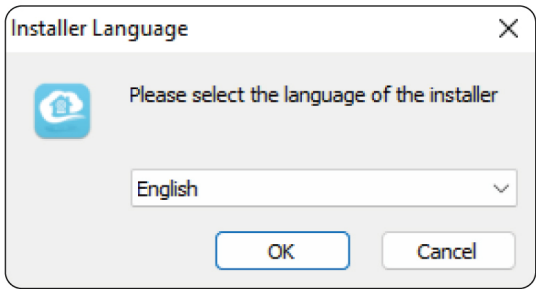 Installer Language
Please select the language of the installer
English
OK
Cancel